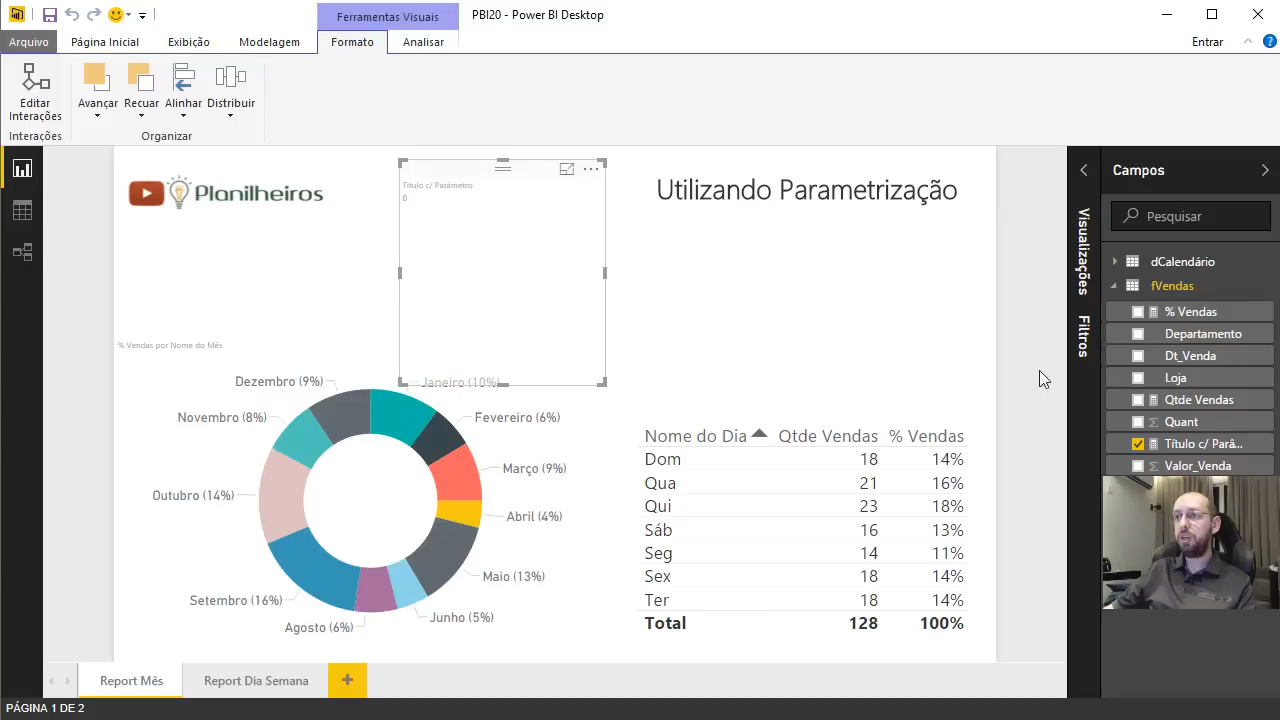 Ferramentas Visuais
PBI20 - Power BI Desktop
Arquivo
Página Inicial
Exibição
Modelagem
Formato
Analisar
Entrar
Editar
Interações
Avançar
Recuar
Alinhar
Distribuir
Interações
Organizar
Planilheiros
Título c/ Parâmetro
0
Utilizando Parametrização
% Vendas por Nome do Mês
Dezembro (9%)
Janeiro (10%)
Novembro (8%)
Fevereiro (6%)
Março (9%)
Outubro (14%)
Abril (4%)
Maio (13%)
Setembro (16%)
Junho (5%)
Agosto (6%)
Nome do Dia Qtde Vendas % Vendas
Dom 18 14%
Qua 21 16%
Qui 23 18%
Sáb 16 13%
Seg 14 11%
Sex 18 14%
Ter 18 14%
Total 128 100%
Visualizações
Filtros
Campos
Pesquisar
dCalendário
fVendas
% Vendas
Departamento
Dt_Venda
Loja
Qtde Vendas
Quant
Título c/ Parâ...
Valor_Venda
Report Mês
Report Dia Semana
PÁGINA 1 DE 2